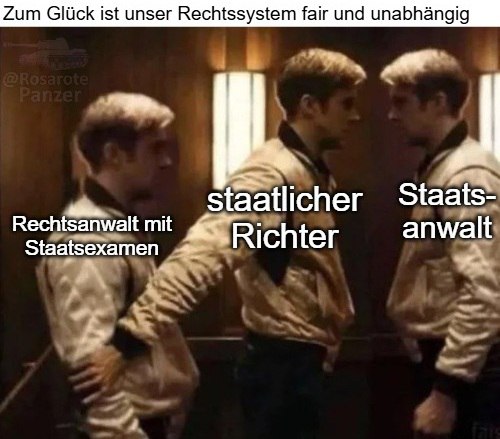 Zum Glück ist unser Rechtssystem fair und unabhängig
@Rosarote
Panzer
staatlicher
Richter
Staats-
anwalt
Rechtsanwalt mit
Staatsexamen